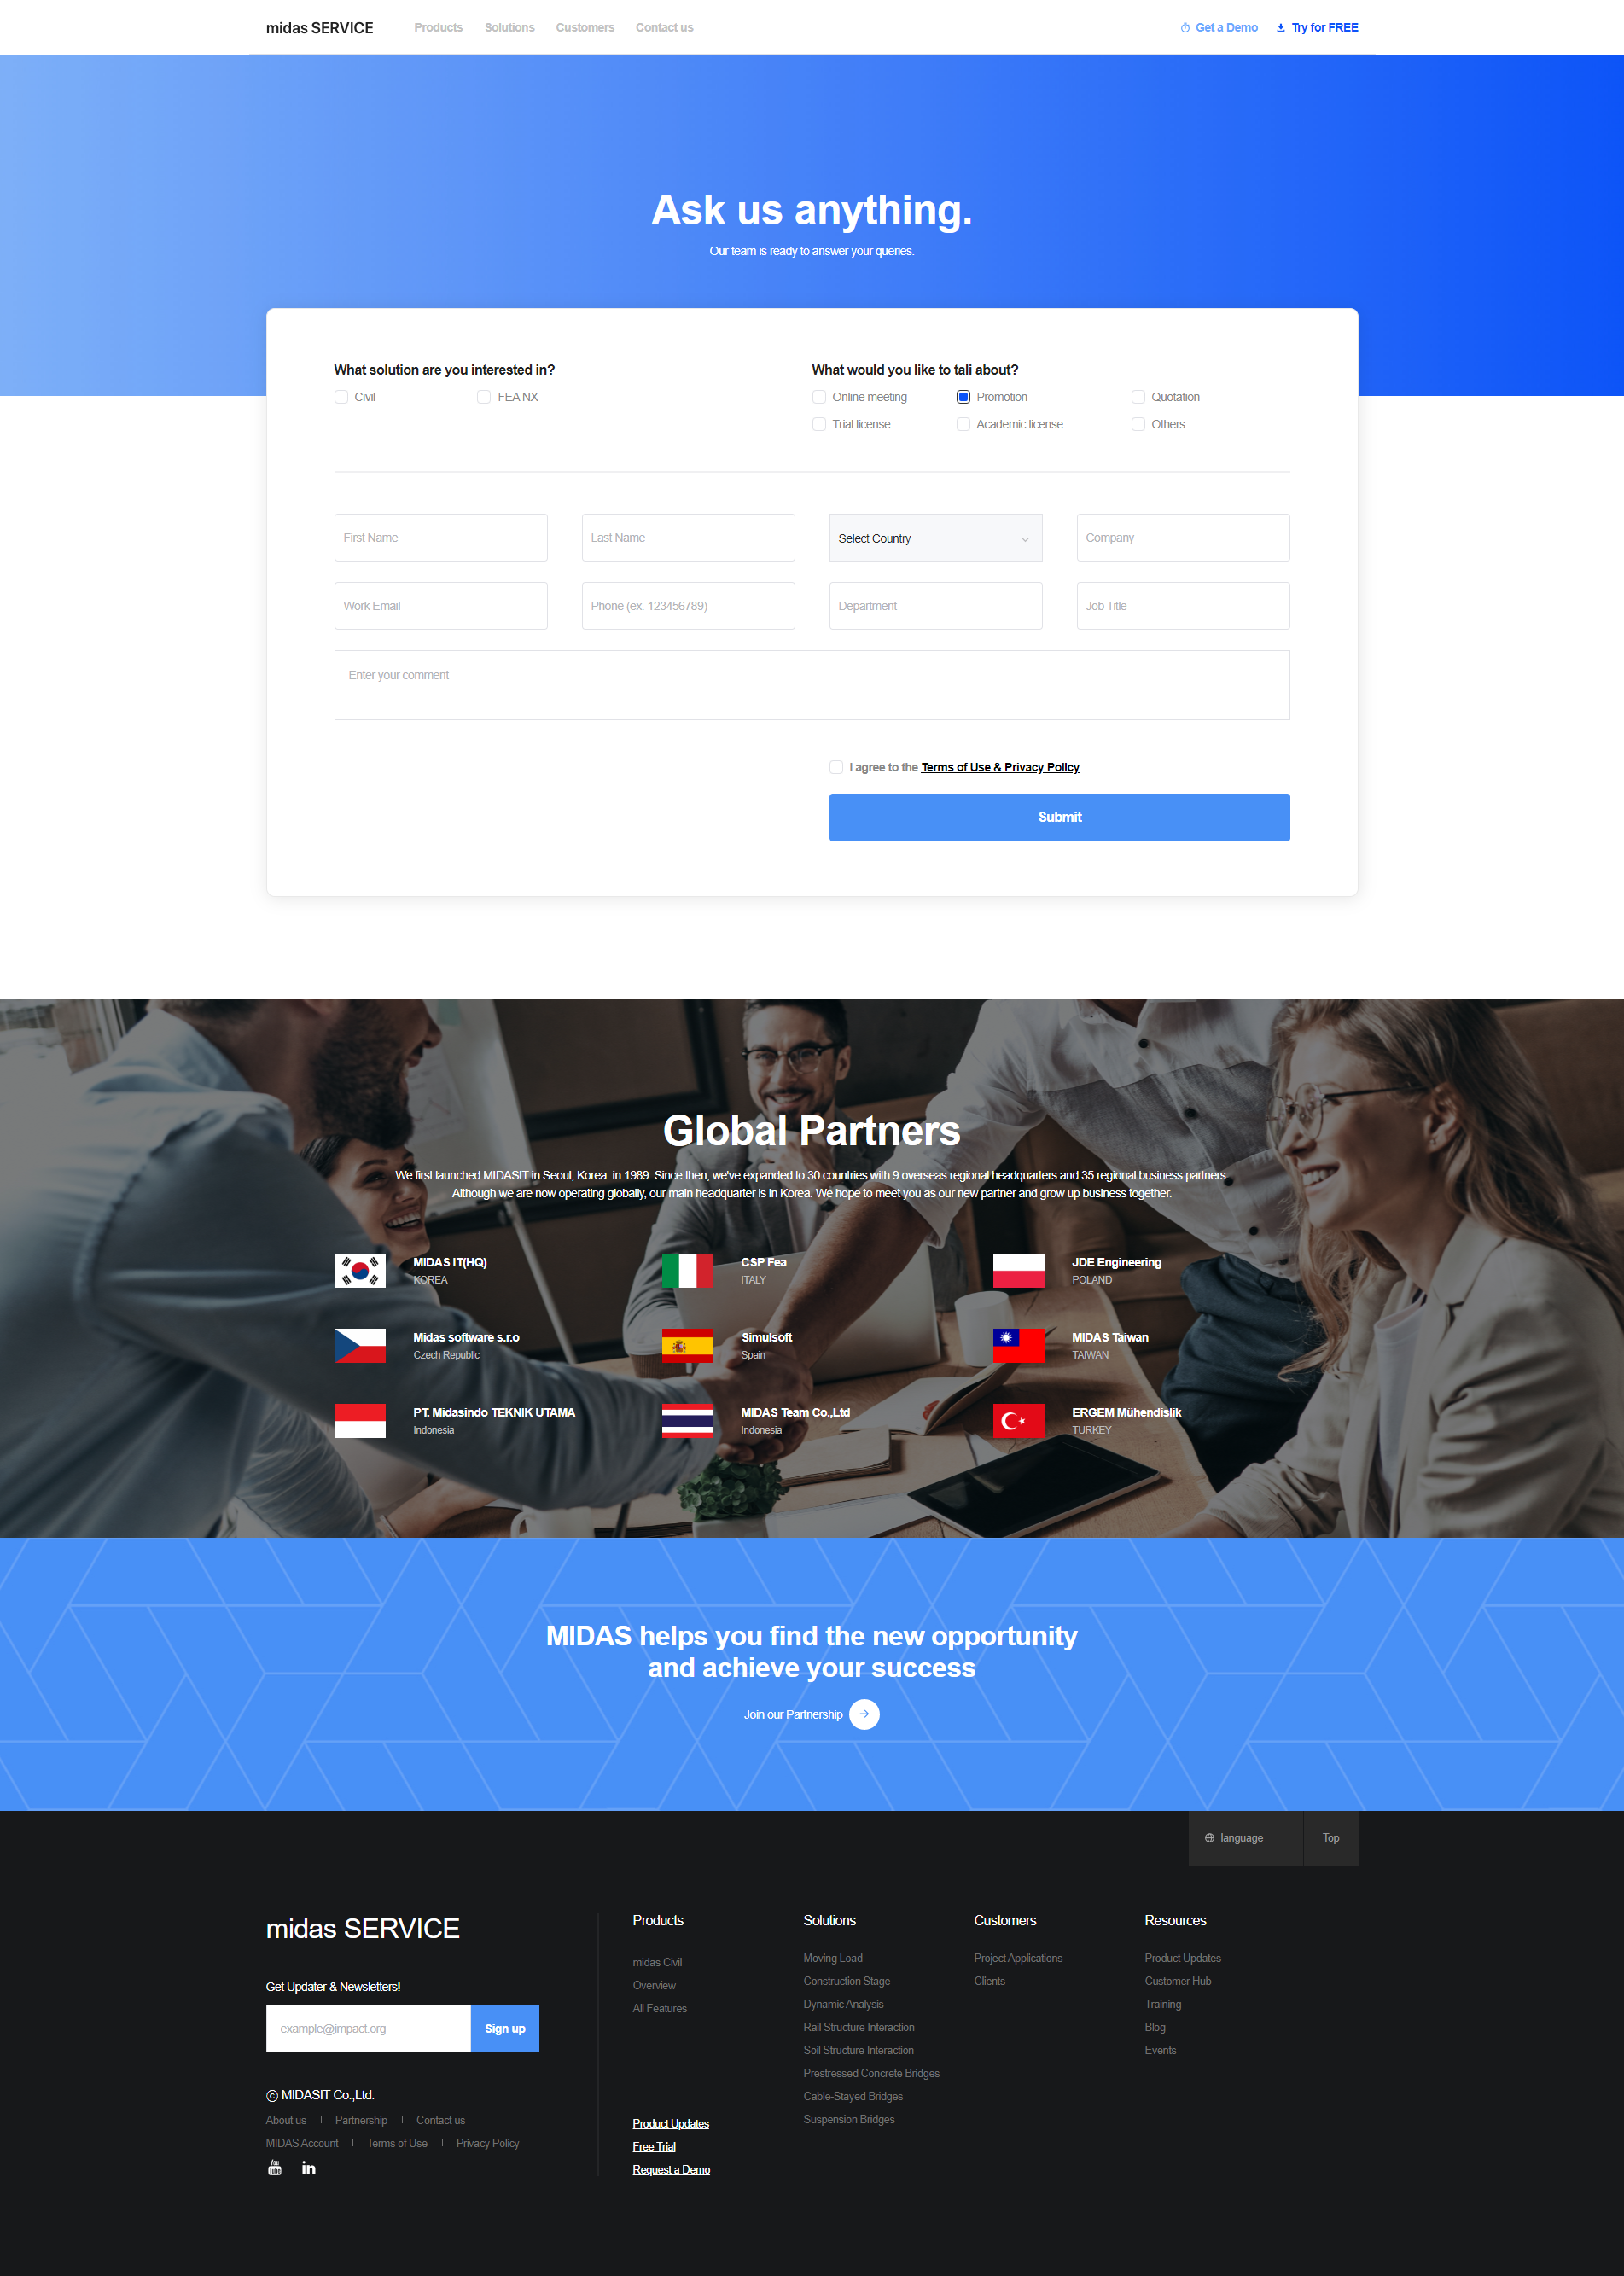 midas SERVICE
Products Solutions Customers Contact us
Get a Demo Try for FREE
Ask us anything.
Our team is ready to answer your queries.
What solution are you interested in?
Civil FEA NX
What would you like to tali about?
Online meeting Promotion Quotation
Trial license Academic license Others
First Name Last Name Select Country Company
Work Email Phone (ex. 123456789) Department Job Title
Enter your comment
I agree to the Terms of Use & Privacy Policy
Submit
Global Partners
We first launched MIDASIT in Seoul, Korea. in 1989. Since then, we've expanded to 30 countries with 9 overseas regional headquarters and 35 regional business partners.
Although we are now operating globally, our main headquarter is in Korea. We hope to meet you as our new partner and grow up business together.
MIDAS IT(HQ)
KOREA
CSP Fea
ITALY
JDE Engineering
POLAND
Midas software s.r.o
Czech Republic
Simulsoft
Spain
MIDAS Taiwan
TAIWAN
PT. Midasindo TEKNIK UTAMA
Indonesia
MIDAS Team Co.,Ltd
Indonesia
ERGEM Mühendislik
TURKEY
MIDAS helps you find the new opportunity
and achieve your success
Join our Partnership
language Top
midas SERVICE
Get Updater & Newsletters!
example@impact.org Sign up
ⓒ MIDASIT Co.,Ltd.
About us | Partnership | Contact us
MIDAS Account | Terms of Use | Privacy Policy
You Tube in
Products
midas Civil
Overview
All Features
Product Updates
Free Trial
Request a Demo
Solutions
Moving Load
Construction Stage
Dynamic Analysis
Rail Structure Interaction
Soil Structure Interaction
Prestressed Concrete Bridges
Cable-Stayed Bridges
Suspension Bridges
Customers
Project Applications
Clients
Resources
Product Updates
Customer Hub
Training
Blog
Events